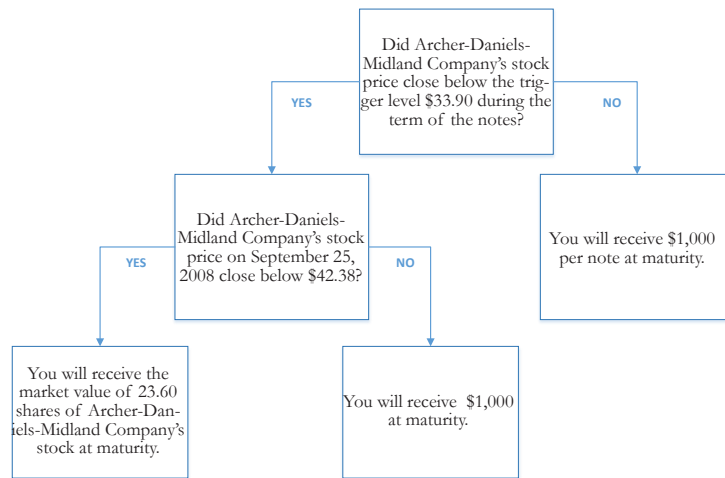 Did Archer-Daniels-
Midland Company's stock
price close below the trig-
ger level $33.90 during the
term of the notes?
YES
NO
Did Archer-Daniels-
Midland Company's stock
price on September 25,
2008 close below $42.38?
You will receive $1,000
per note at maturity.
YES
NO
You will receive the
market value of 23.60
shares of Archer-Dan-
iels-Midland Company's
stock at maturity.
You will receive $1,000
at maturity.